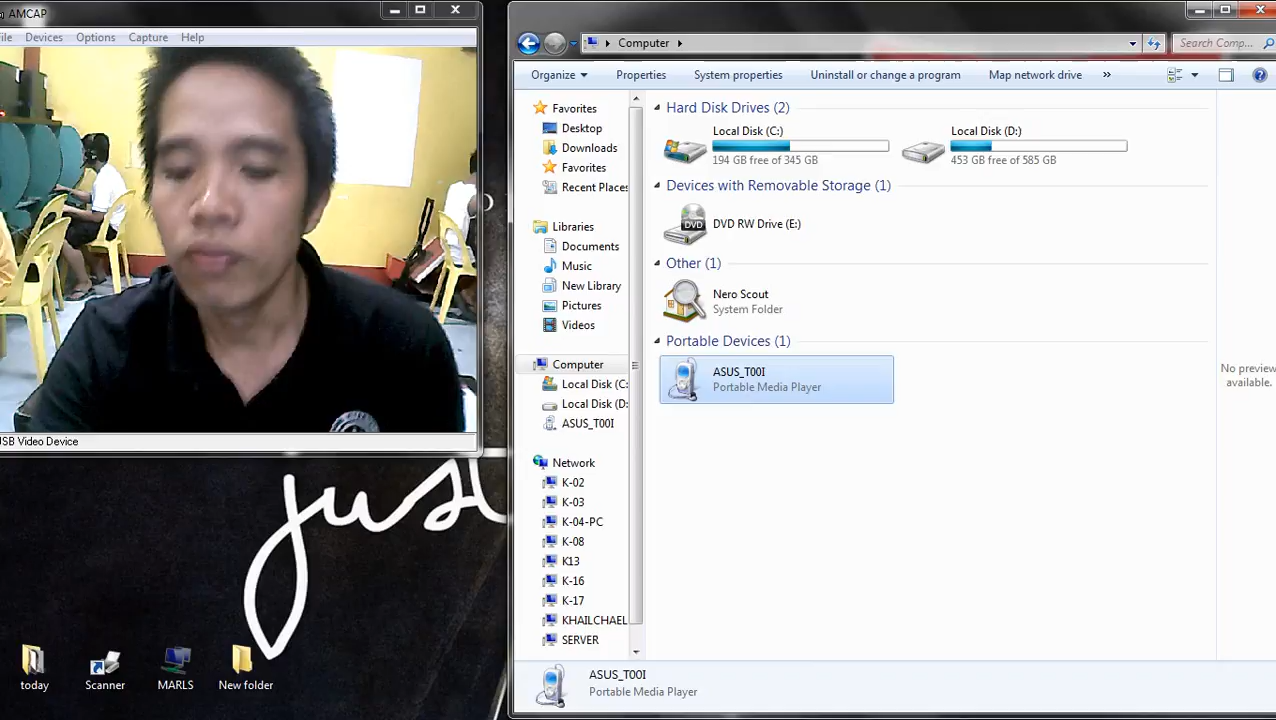 AMCAP
Devices
Options
Capture
Help
USB Video Device
just
today
Scanner
MARLS
New folder
Computer
Search Comp...
Organize
Properties
System properties
Uninstall or change a program
Map network drive
»
Favorites
Desktop
Downloads
Favorites
Recent Places
Libraries
Documents
Music
New Library
Pictures
Videos
Computer
Local Disk (C:
Local Disk (D:
ASUS_T00I
Network
K-02
K-03
K-04-PC
K-08
K13
K-16
K-17
KHAILCHAEL
SERVER
Hard Disk Drives (2)
Local Disk (C:)
194 GB free of 345 GB
Local Disk (D:)
453 GB free of 585 GB
Devices with Removable Storage (1)
DVD
DVD RW Drive (E:)
Other (1)
Nero Scout
System Folder
Portable Devices (1)
ASUS_T00I
Portable Media Player
No preview
available.
ASUS_T00I
Portable Media Player